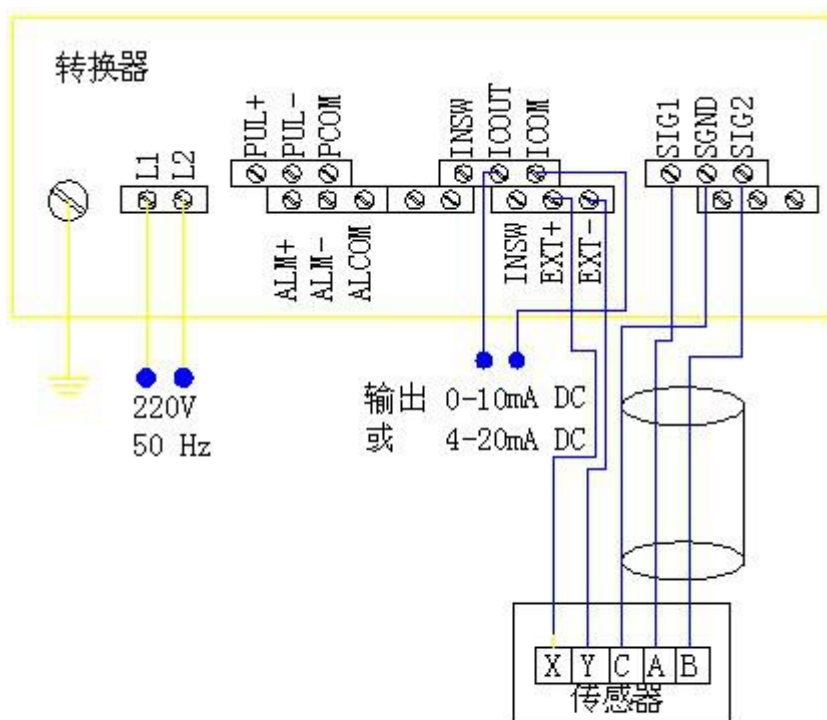 转换器
L1
L2
PUL+
PUL-
PCOM
INSW
ICOUT
ICOM
SIG1
SGND
SIG2
ALM+
ALM-
ALCOM
INSW
EXT+
EXT-
220V
50 Hz
输出 0-10mA DC
或 4-20mA DC
X Y C A B
传感器